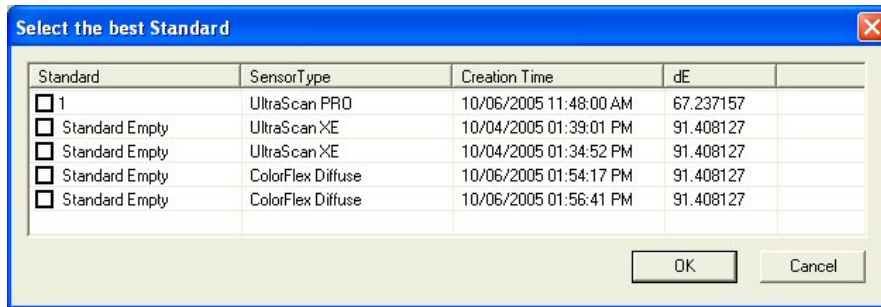 Select the best Standard
Standard SensorType Creation Time dE
1 UltraScan PRO 10/06/2005 11:48:00 AM 67.237157
Standard Empty UltraScan XE 10/04/2005 01:39:01 PM 91.408127
Standard Empty UltraScan XE 10/04/2005 01:34:52 PM 91.408127
Standard Empty ColorFlex Diffuse 10/06/2005 01:54:17 PM 91.408127
Standard Empty ColorFlex Diffuse 10/06/2005 01:56:41 PM 91.408127
OK Cancel